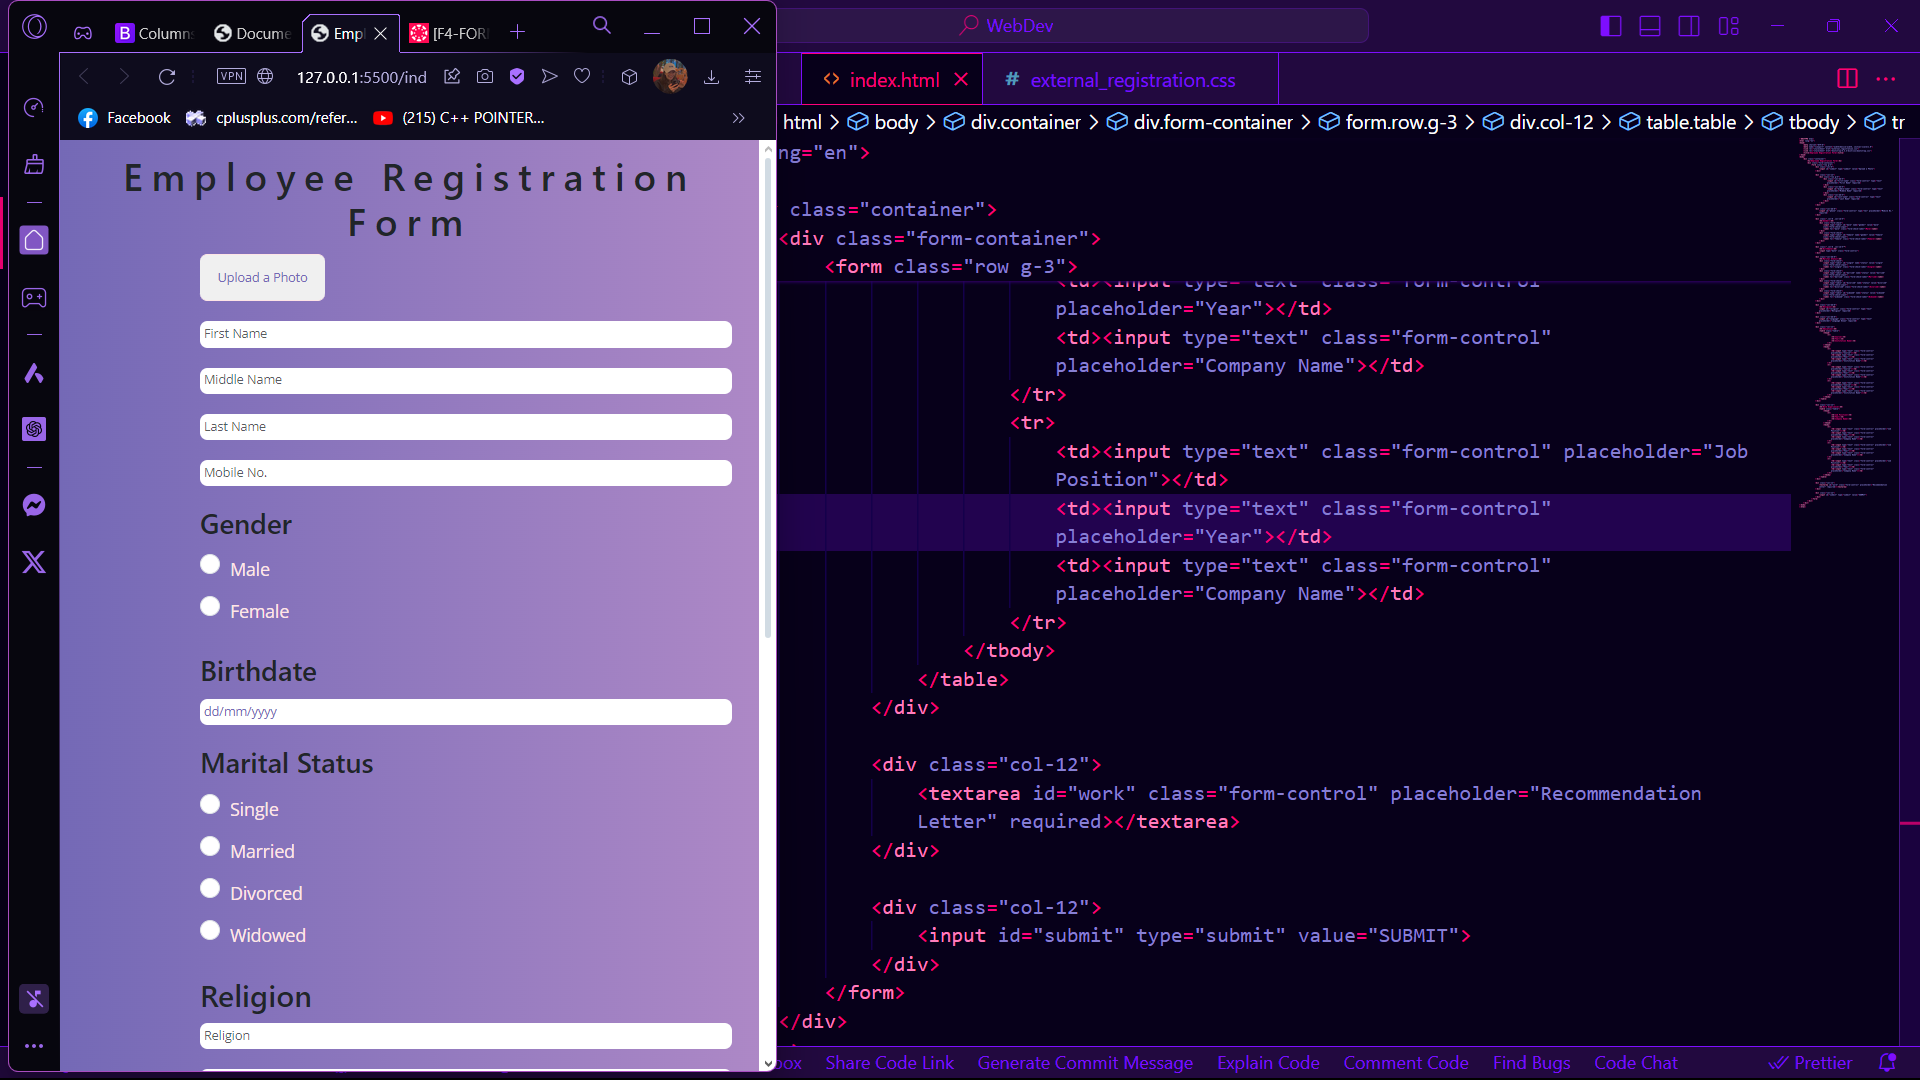 Column
Docume
Empl
[F4-FOR
WebDev
VPN
127.0.0.1:5500/ind
Facebook
cplusplus.com/refer...
(215) C++ POINTER...
»
Employee Registration
Form
Upload a Photo
First Name
Middle Name
Last Name
Mobile No.
Gender
Male
Female
Birthdate
dd/mm/yyyy
Marital Status
Single
Married
Divorced
Widowed
Religion
Religion
<> index.html
# external_registration.css
html > body > div.container > div.form-container > form.row.g-3 > div.col-12 > table.table > tbody > tr
ng="en">
class="container">
<div class="form-container">
<form class="row g-3">
<td><input type="text" class="form-control"
placeholder="Year"></td>
<td><input type="text" class="form-control"
placeholder="Company Name"></td>
</tr>
<tr>
<td><input type="text" class="form-control" placeholder="Job
Position"></td>
<td><input type="text" class="form-control"
placeholder="Year"></td>
<td><input type="text" class="form-control"
placeholder="Company Name"></td>
</tr>
</tbody>
</table>
</div>
<div class="col-12">
<textarea id="work" class="form-control" placeholder="Recommendation
Letter" required></textarea>
</div>
<div class="col-12">
<input id="submit" type="submit" value="SUBMIT">
</div>
</form>
</div>
box Share Code Link Generate Commit Message Explain Code Comment Code Find Bugs Code Chat Prettier